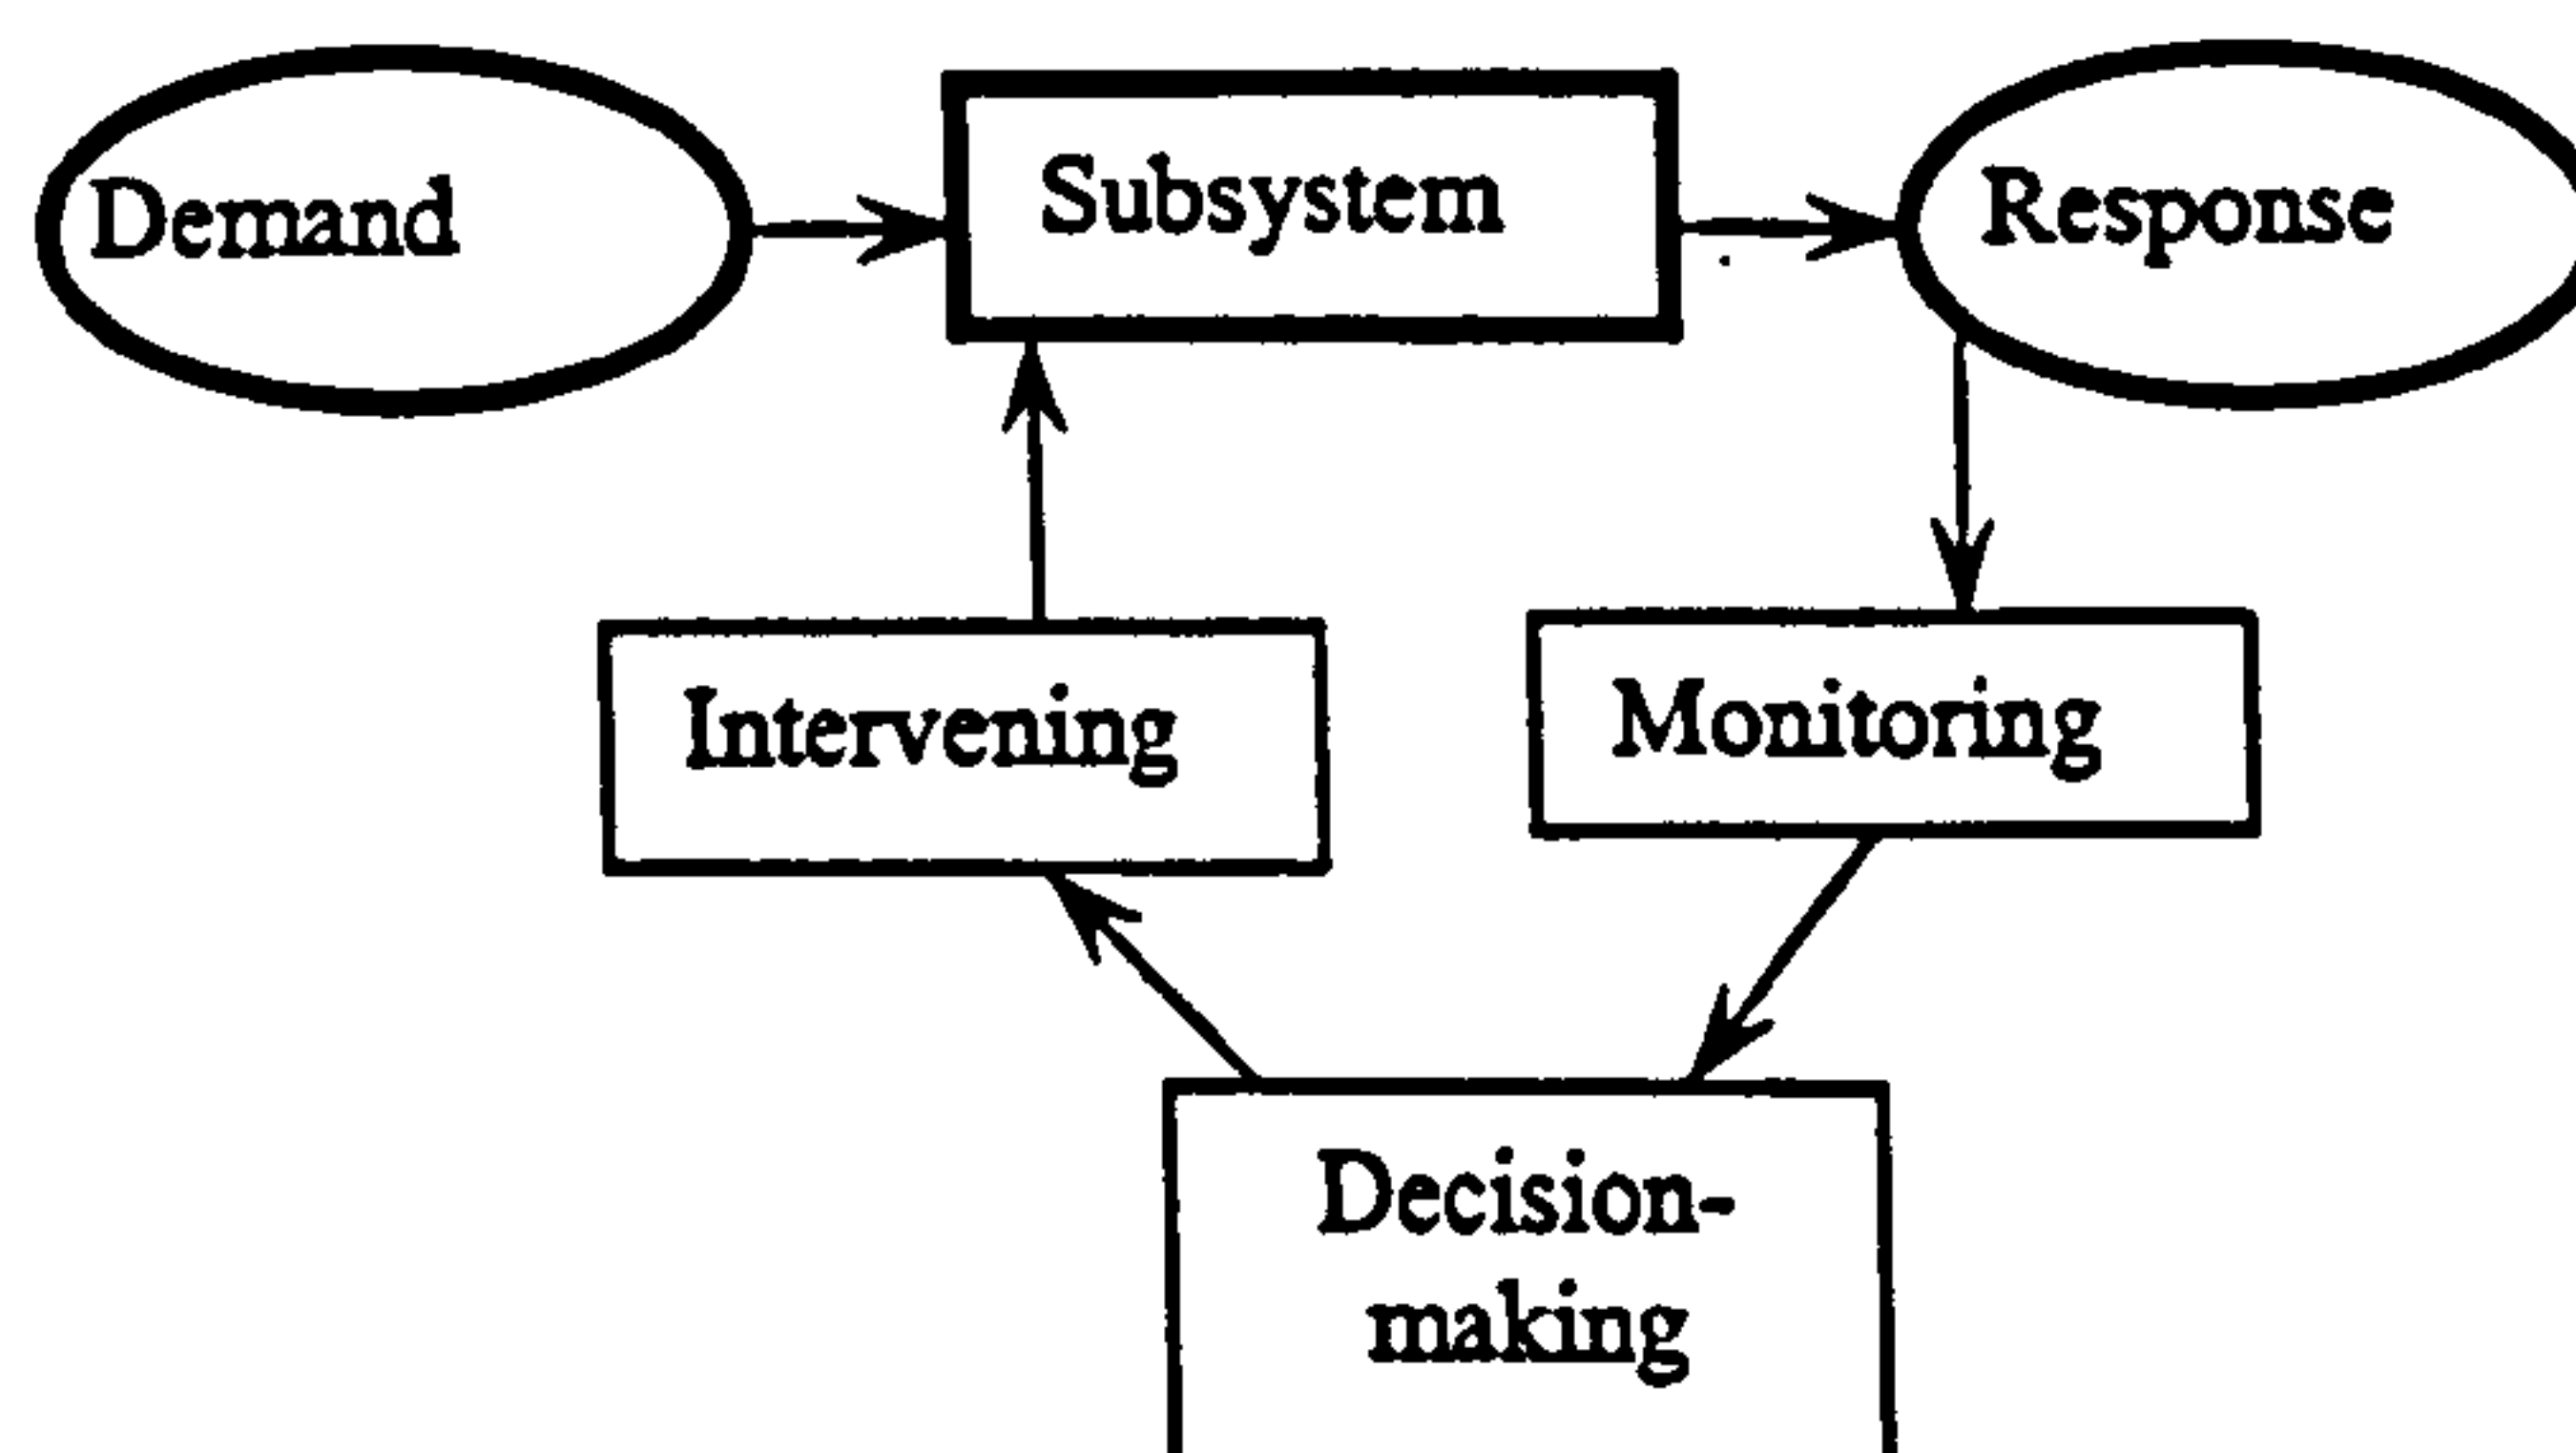 Demand
Subsystem
Response
Intervening
Monitoring
Decision-
making